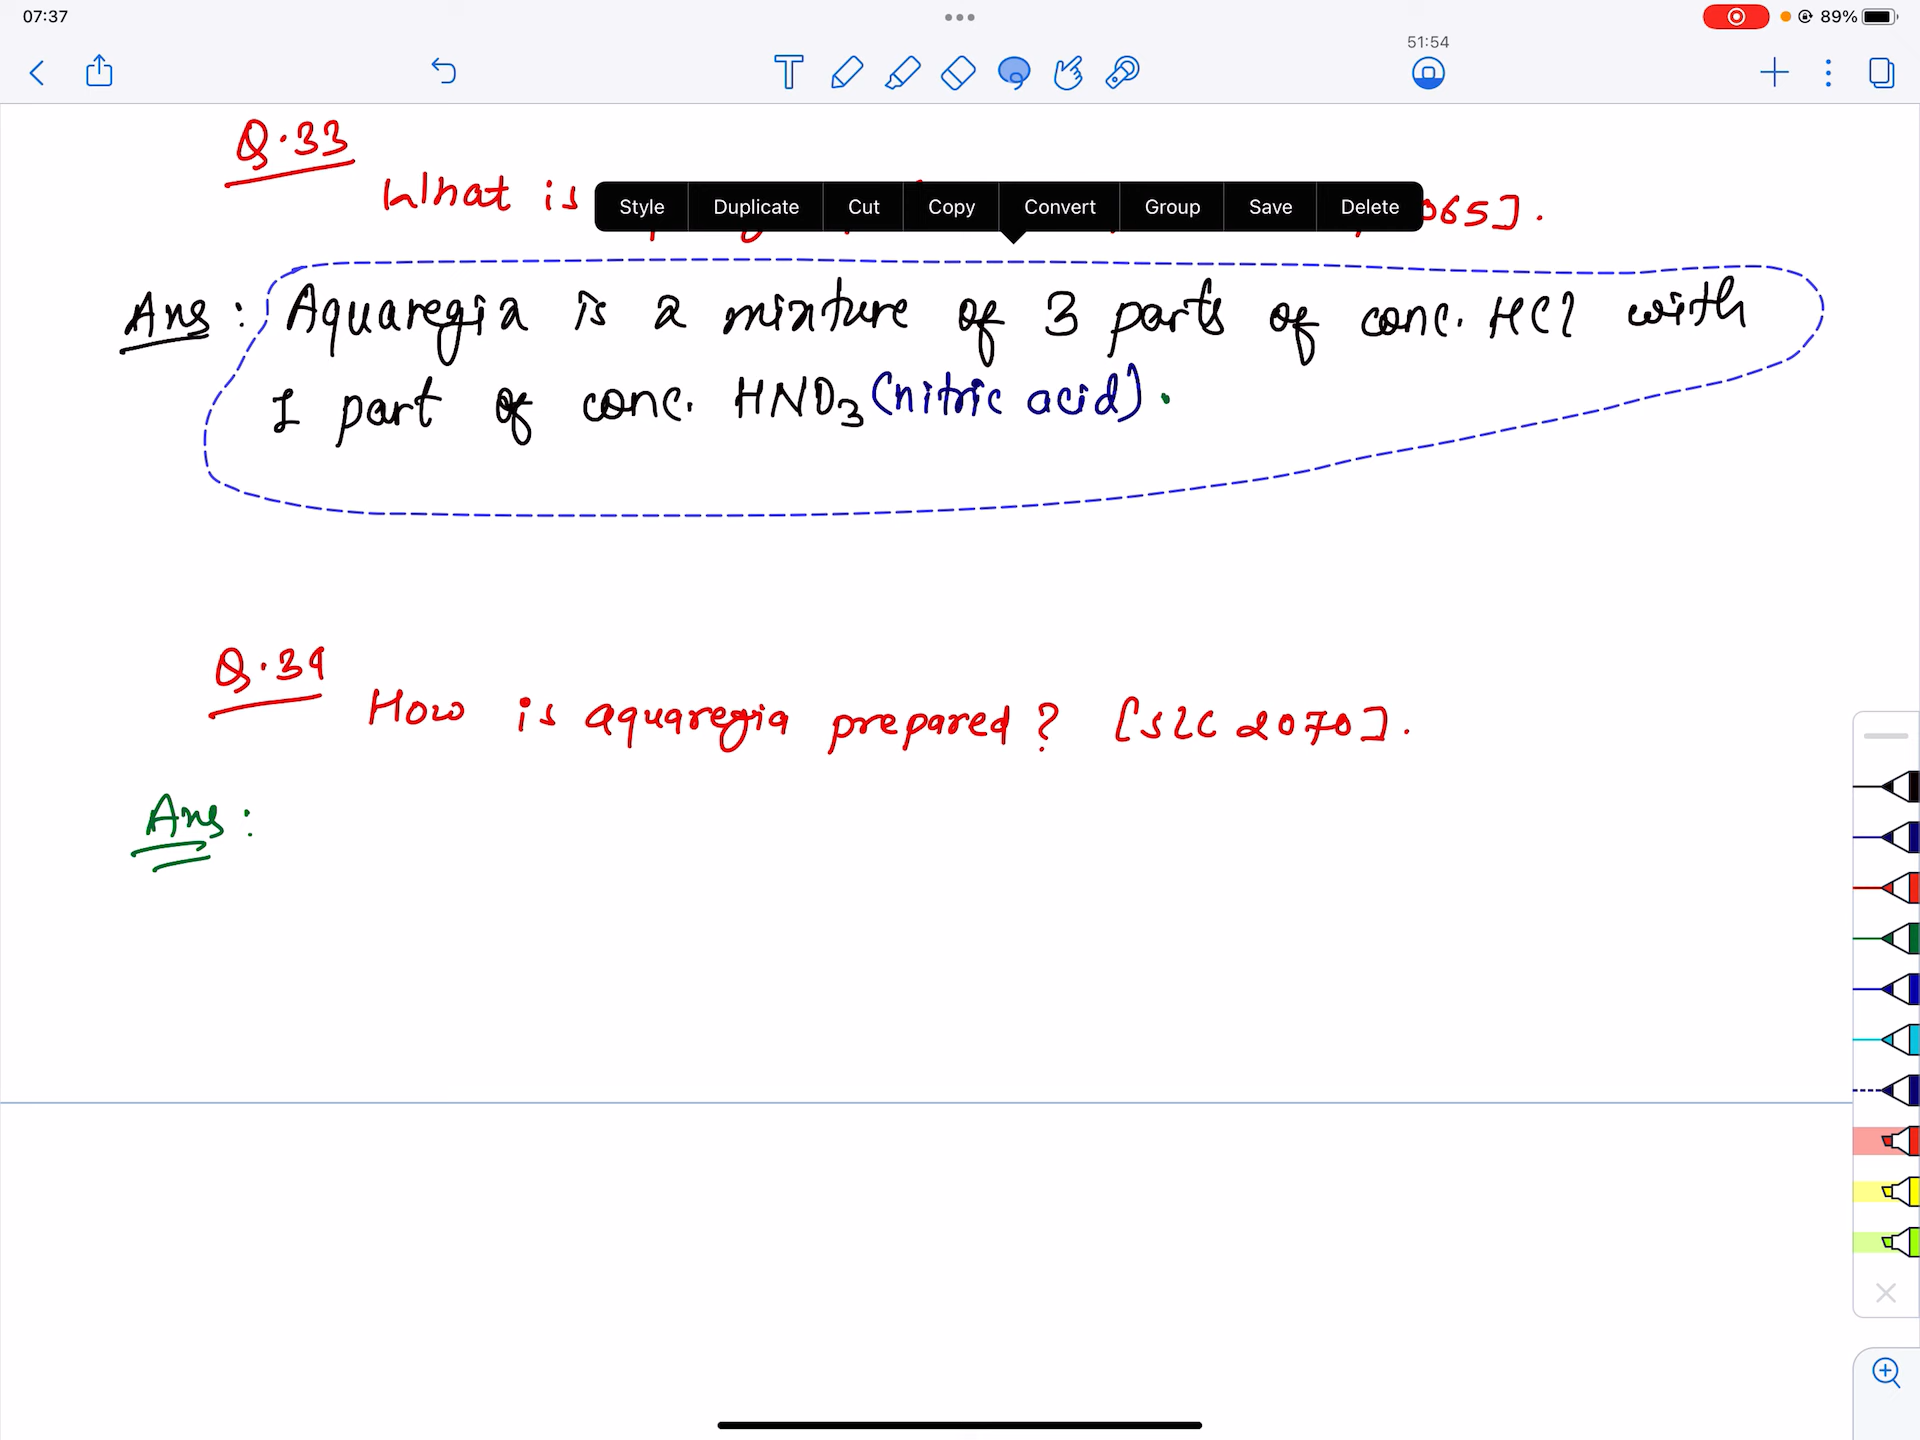 07:37
89%
51:54
Q.33
What is
Style Duplicate Cut Copy Convert Group Save Delete
065].
Ans : Aquaregia is a mixture of 3 parts of conc. HCl with
1 part of conc. HNO3 (nitric acid).
Q.34
How is aquaregia prepared? [SLC 2070].
Ans :